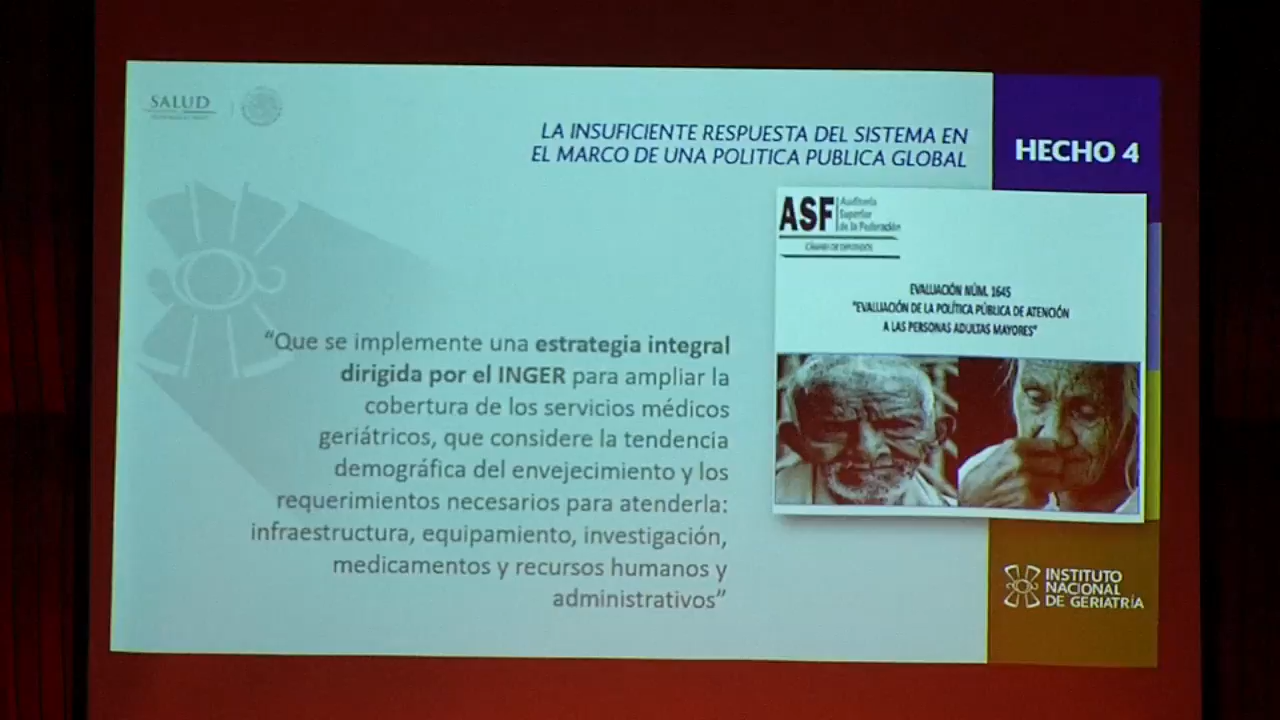 SALUD
LA INSUFICIENTE RESPUESTA DEL SISTEMA EN
EL MARCO DE UNA POLITICA PUBLICA GLOBAL
HECHO 4
ASF
Auditoría
Superior
de la Federación
CÁMARA DE DIPUTADOS
EVALUACIÓN NÚM. 1645
"EVALUACIÓN DE LA POLÍTICA PÚBLICA DE ATENCIÓN
A LAS PERSONAS ADULTAS MAYORES"
“Que se implemente una estrategia integral
dirigida por el INGER para ampliar la
cobertura de los servicios médicos
geriátricos, que considere la tendencia
demográfica del envejecimiento y los
requerimientos necesarios para atenderla:
infraestructura, equipamiento, investigación,
medicamentos y recursos humanos y
administrativos”
INSTITUTO
NACIONAL
DE GERIATRÍA